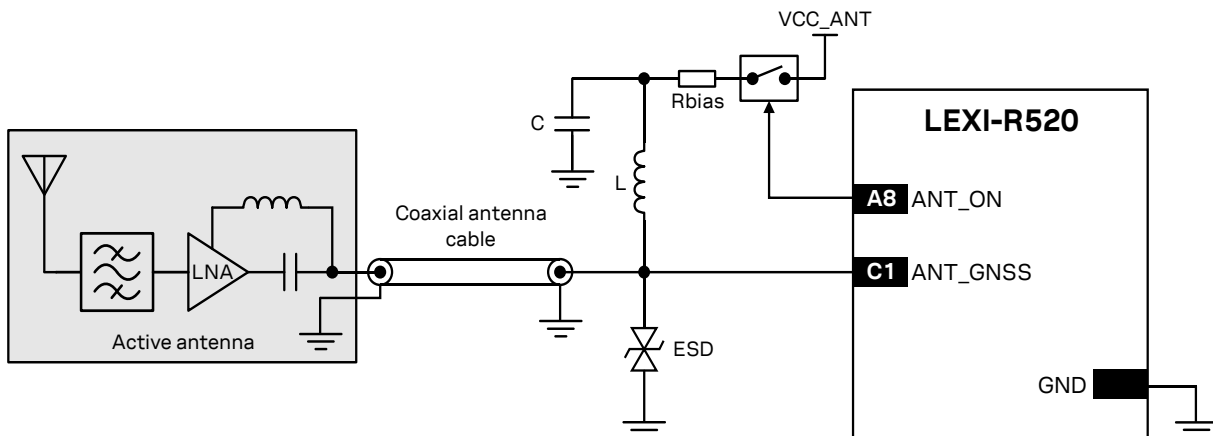 VCC_ANT
Rbias
C
LEXI-R520
L
A8 ANT_ON
Coaxial antenna
cable
LNA
C1 ANT_GNSS
Active antenna
ESD
GND